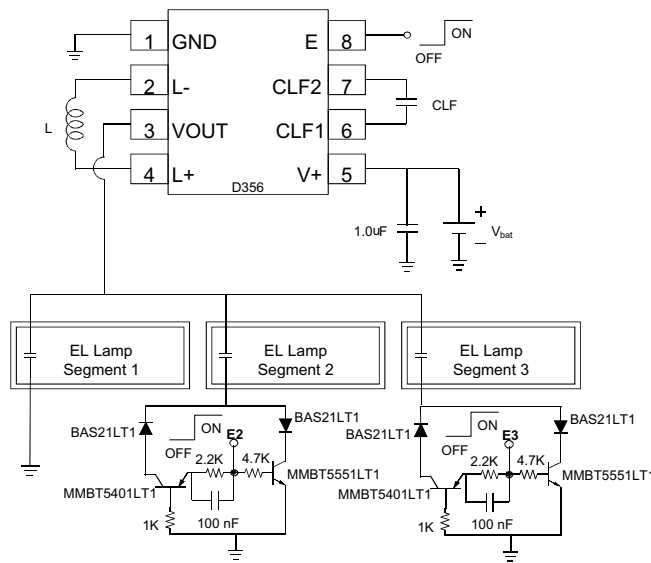 1 GND E 8
ON
OFF
2 L- CLF2 7
CLF
L
3 VOUT CLF1 6
4 L+ V+ 5
D356
1.0uF
+
Vbat
–
EL Lamp
Segment 1
EL Lamp
Segment 2
EL Lamp
Segment 3
BAS21LT1
ON
OFF
E2
BAS21LT1
2.2K
4.7K
MMBT5401LT1
MMBT5551LT1
1K
100 nF
BAS21LT1
ON
OFF
E3
BAS21LT1
2.2K
4.7K
MMBT5401LT1
MMBT5551LT1
1K
100 nF